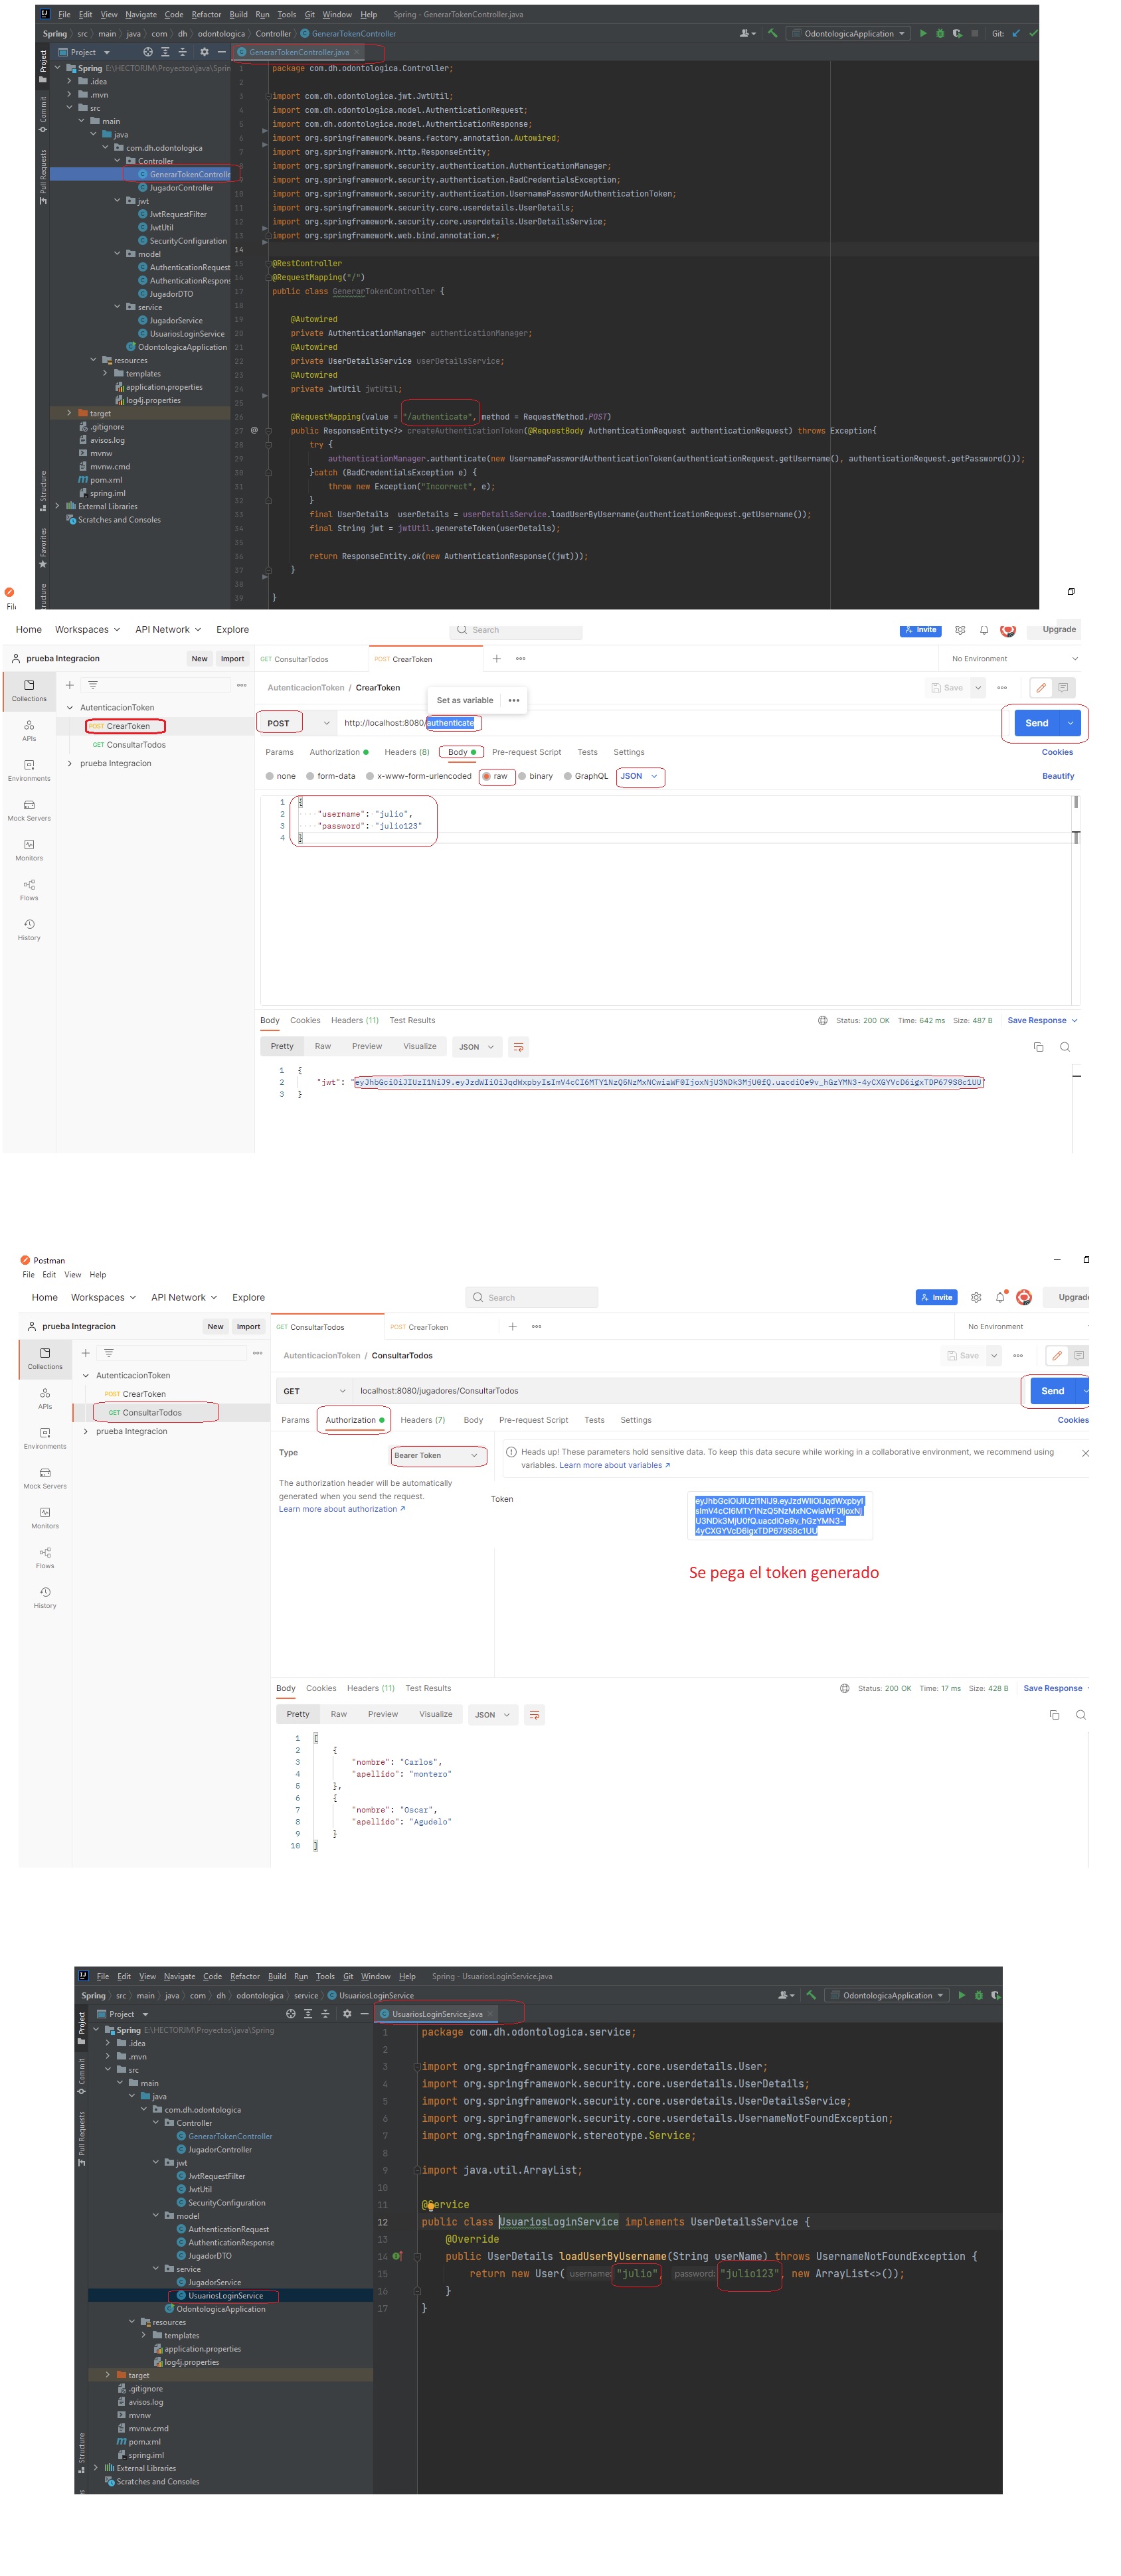 File Edit View Navigate Code Refactor Build Run Tools Git Window Help Spring - GenerarTokenController.java
Spring src main java com dh odontologica Controller GenerarTokenController OdontologicaApplication Git:
Project GenerarTokenController.java
Spring E:\HECTORJM\Proyectos\java\Sprin
.idea
.mvn
src
main
java
com.dh.odontologica
Controller
GenerarTokenControlle
JugadorController
jwt
JwtRequestFilter
JwtUtil
SecurityConfiguration
model
AuthenticationRequest
AuthenticationRespons
JugadorDTO
service
JugadorService
UsuariosLoginService
OdontologicaApplication
resources
templates
application.properties
log4j.properties
target
.gitignore
avisos.log
mvnw
mvnw.cmd
pom.xml
spring.iml
External Libraries
Scratches and Consoles
Project
Commit
Pull Requests
Structure
Favorites
1 package com.dh.odontologica.Controller;
2
3 import com.dh.odontologica.jwt.JwtUtil;
4 import com.dh.odontologica.model.AuthenticationRequest;
5 import com.dh.odontologica.model.AuthenticationResponse;
6 import org.springframework.beans.factory.annotation.Autowired;
7 import org.springframework.http.ResponseEntity;
8 import org.springframework.security.authentication.AuthenticationManager;
9 import org.springframework.security.authentication.BadCredentialsException;
10 import org.springframework.security.authentication.UsernamePasswordAuthenticationToken;
11 import org.springframework.security.core.userdetails.UserDetails;
12 import org.springframework.security.core.userdetails.UserDetailsService;
13 import org.springframework.web.bind.annotation.*;
14
15 @RestController
16 @RequestMapping("/")
17 public class GenerarTokenController {
18
19 @Autowired
20 private AuthenticationManager authenticationManager;
21 @Autowired
22 private UserDetailsService userDetailsService;
23 @Autowired
24 private JwtUtil jwtUtil;
25
26 @RequestMapping(value = "/authenticate", method = RequestMethod.POST)
27 public ResponseEntity<?> createAuthenticationToken(@RequestBody AuthenticationRequest authenticationRequest) throws Exception{
28 try {
29 authenticationManager.authenticate(new UsernamePasswordAuthenticationToken(authenticationRequest.getUsername(), authenticationRequest.getPassword()));
30 }catch (BadCredentialsException e) {
31 throw new Exception("Incorrect", e);
32 }
33 final UserDetails userDetails = userDetailsService.loadUserByUsername(authenticationRequest.getUsername());
34 final String jwt = jwtUtil.generateToken(userDetails);
35
36 return ResponseEntity.ok(new AuthenticationResponse((jwt)));
37 }
38
39 }
Home Workspaces API Network Explore Search Invite Upgrade
prueba Integracion New Import GET ConsultarTodos POST CrearToken No Environment
Collections
APIs
Environments
Mock Servers
Monitors
Flows
History
AutenticacionToken
POST CrearToken
GET ConsultarTodos
prueba Integracion
AutenticacionToken / CrearToken Save
Set as variable
POST http://localhost:8080/authenticate Send
Params Authorization Headers (8) Body Pre-request Script Tests Settings Cookies
none form-data x-www-form-urlencoded raw binary GraphQL JSON Beautify
1 {
2 "username": "julio",
3 "password": "julio123"
4 }
Body Cookies Headers (11) Test Results Status: 200 OK Time: 642 ms Size: 487 B Save Response
Pretty Raw Preview Visualize JSON
1 {
2 "jwt": "eyJhbGciOiJIUzI1NiJ9.eyJzdWIiOiJqdWxpbyIsImV4cCI6MTY1NzQ5NzMxNCwiaWF0IjoxNjU3NDk3MjU0fQ.uacdiOe9v_hGzYMN3-4yCXGYVcD6igxTDP679S8c1UU"
3 }
Postman
File Edit View Help
Home Workspaces API Network Explore Search Invite Upgrade
prueba Integracion New Import GET ConsultarTodos POST CrearToken No Environment
Collections
APIs
Environments
Mock Servers
Monitors
Flows
History
AutenticacionToken
POST CrearToken
GET ConsultarTodos
prueba Integracion
AutenticacionToken / ConsultarTodos Save
GET localhost:8080/jugadores/ConsultarTodos Send
Params Authorization Headers (7) Body Pre-request Script Tests Settings Cookies
Type Bearer Token
The authorization header will be automatically
generated when you send the request.
Learn more about authorization
Heads up! These parameters hold sensitive data. To keep this data secure while working in a collaborative environment, we recommend using
variables. Learn more about variables
Token
eyJhbGciOiJIUzI1NiJ9.eyJzdWIiOiJqdWxpbyI
sImV4cCI6MTY1NzQ5NzMxNCwiaWF0IjoxNj
U3NDk3MjU0fQ.uacdiOe9v_hGzYMN3-
4yCXGYVcD6igxTDP679S8c1UU
Se pega el token generado
Body Cookies Headers (11) Test Results Status: 200 OK Time: 17 ms Size: 428 B Save Response
Pretty Raw Preview Visualize JSON
1 [
2 {
3 "nombre": "Carlos",
4 "apellido": "montero"
5 },
6 {
7 "nombre": "Oscar",
8 "apellido": "Agudelo"
9 }
10 ]
File Edit View Navigate Code Refactor Build Run Tools Git Window Help Spring - UsuariosLoginService.java
Spring src main java com dh odontologica service UsuariosLoginService OdontologicaApplication
Project UsuariosLoginService.java
Spring E:\HECTORJM\Proyectos\java\Spring
.idea
.mvn
src
main
java
com.dh.odontologica
Controller
GenerarTokenController
JugadorController
jwt
JwtRequestFilter
JwtUtil
SecurityConfiguration
model
AuthenticationRequest
AuthenticationResponse
JugadorDTO
service
JugadorService
UsuariosLoginService
OdontologicaApplication
resources
templates
application.properties
log4j.properties
target
.gitignore
avisos.log
mvnw
mvnw.cmd
pom.xml
spring.iml
External Libraries
Scratches and Consoles
Project
Commit
Pull Requests
Structure
1 package com.dh.odontologica.service;
2
3 import org.springframework.security.core.userdetails.User;
4 import org.springframework.security.core.userdetails.UserDetails;
5 import org.springframework.security.core.userdetails.UserDetailsService;
6 import org.springframework.security.core.userdetails.UsernameNotFoundException;
7 import org.springframework.stereotype.Service;
8
9 import java.util.ArrayList;
10
11 @Service
12 public class UsuariosLoginService implements UserDetailsService {
13 @Override
14 public UserDetails loadUserByUsername(String userName) throws UsernameNotFoundException {
15 return new User( username: "julio", password: "julio123", new ArrayList<>());
16 }
17 }